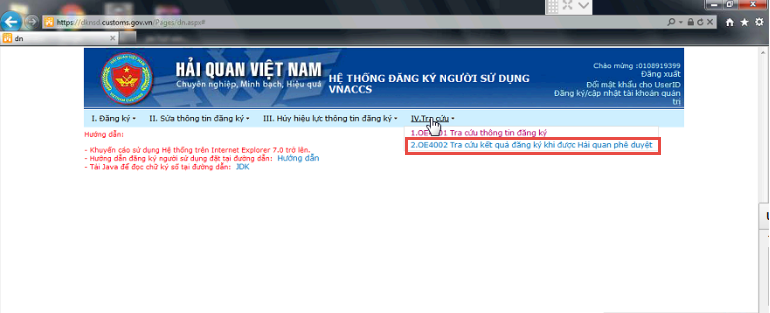 https://dknsd.customs.gov.vn/Pages/dn.aspx#
dn
HẢI QUAN VIỆT NAM
Chuyên nghiệp, Minh bạch, Hiệu quả
HỆ THỐNG ĐĂNG KÝ NGƯỜI SỬ DỤNG
VNACCS
Chào mừng :0108919399
Đăng xuất
Đổi mật khẩu cho UserID
Đăng ký/cập nhật tài khoản quản
trị
I. Đăng ký
II. Sửa thông tin đăng ký
III. Hủy hiệu lực thông tin đăng ký
IV.Tra cứu
1.OE4001 Tra cứu thông tin đăng ký
2.OE4002 Tra cứu kết quả đăng ký khi được Hải quan phê duyệt
Hướng dẫn:
- Khuyến cáo sử dụng Hệ thống trên Internet Explorer 7.0 trở lên.
- Hướng dẫn đăng ký người sử dụng đặt tại đường dẫn: Hướng dẫn
- Tải Java để đọc chữ ký số tại đường dẫn: JDK